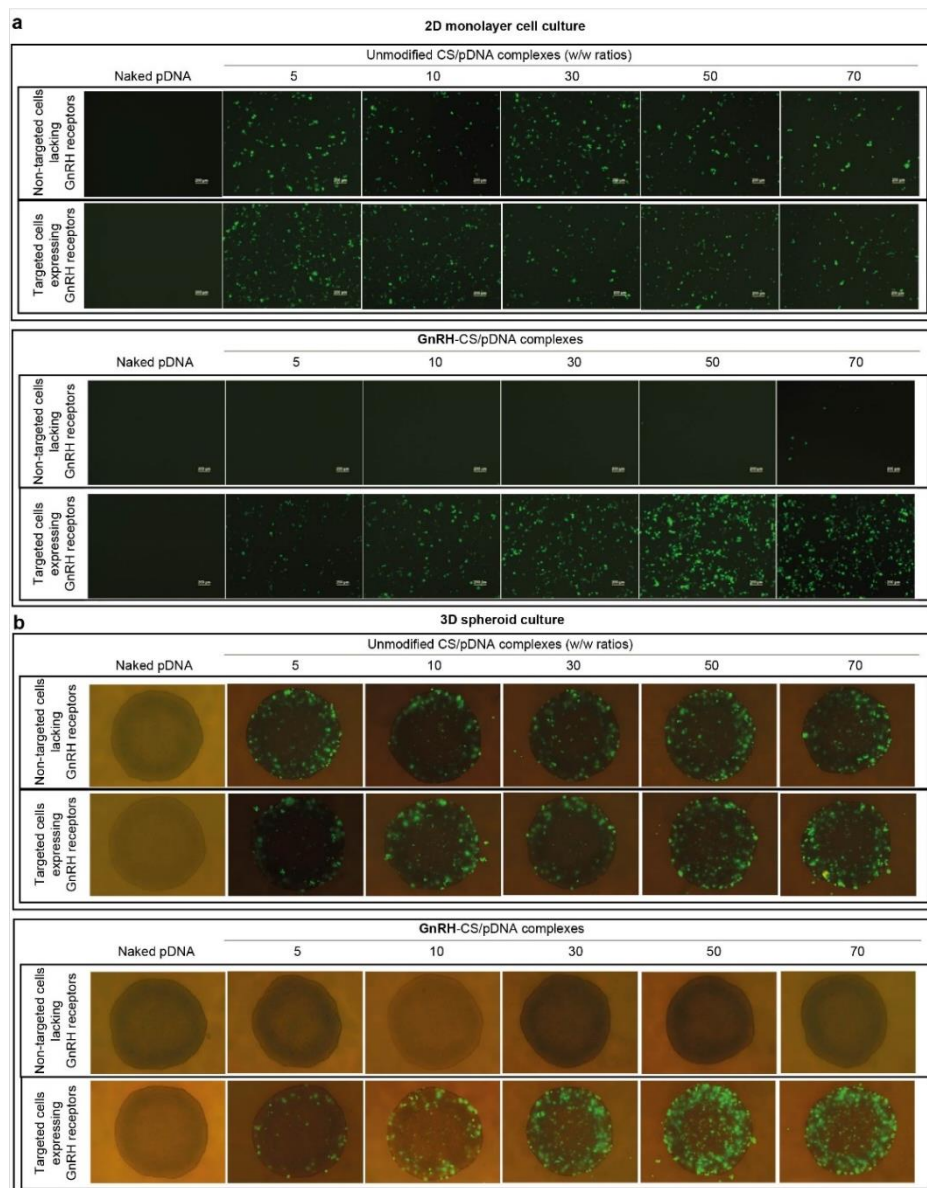 a
2D monolayer cell culture
Unmodified CS/pDNA complexes (w/w ratios)
Naked pDNA 5 10 30 50 70
Non-targeted cells
lacking
GnRH receptors
Targeted cells
expressing
GnRH receptors
GnRH-CS/pDNA complexes
Naked pDNA 5 10 30 50 70
Non-targeted cells
lacking
GnRH receptors
Targeted cells
expressing
GnRH receptors
b
3D spheroid culture
Unmodified CS/pDNA complexes (w/w ratios)
Naked pDNA 5 10 30 50 70
Non-targeted cells
lacking
GnRH receptors
Targeted cells
expressing
GnRH receptors
GnRH-CS/pDNA complexes
Naked pDNA 5 10 30 50 70
Non-targeted cells
lacking
GnRH receptors
Targeted cells
expressing
GnRH receptors